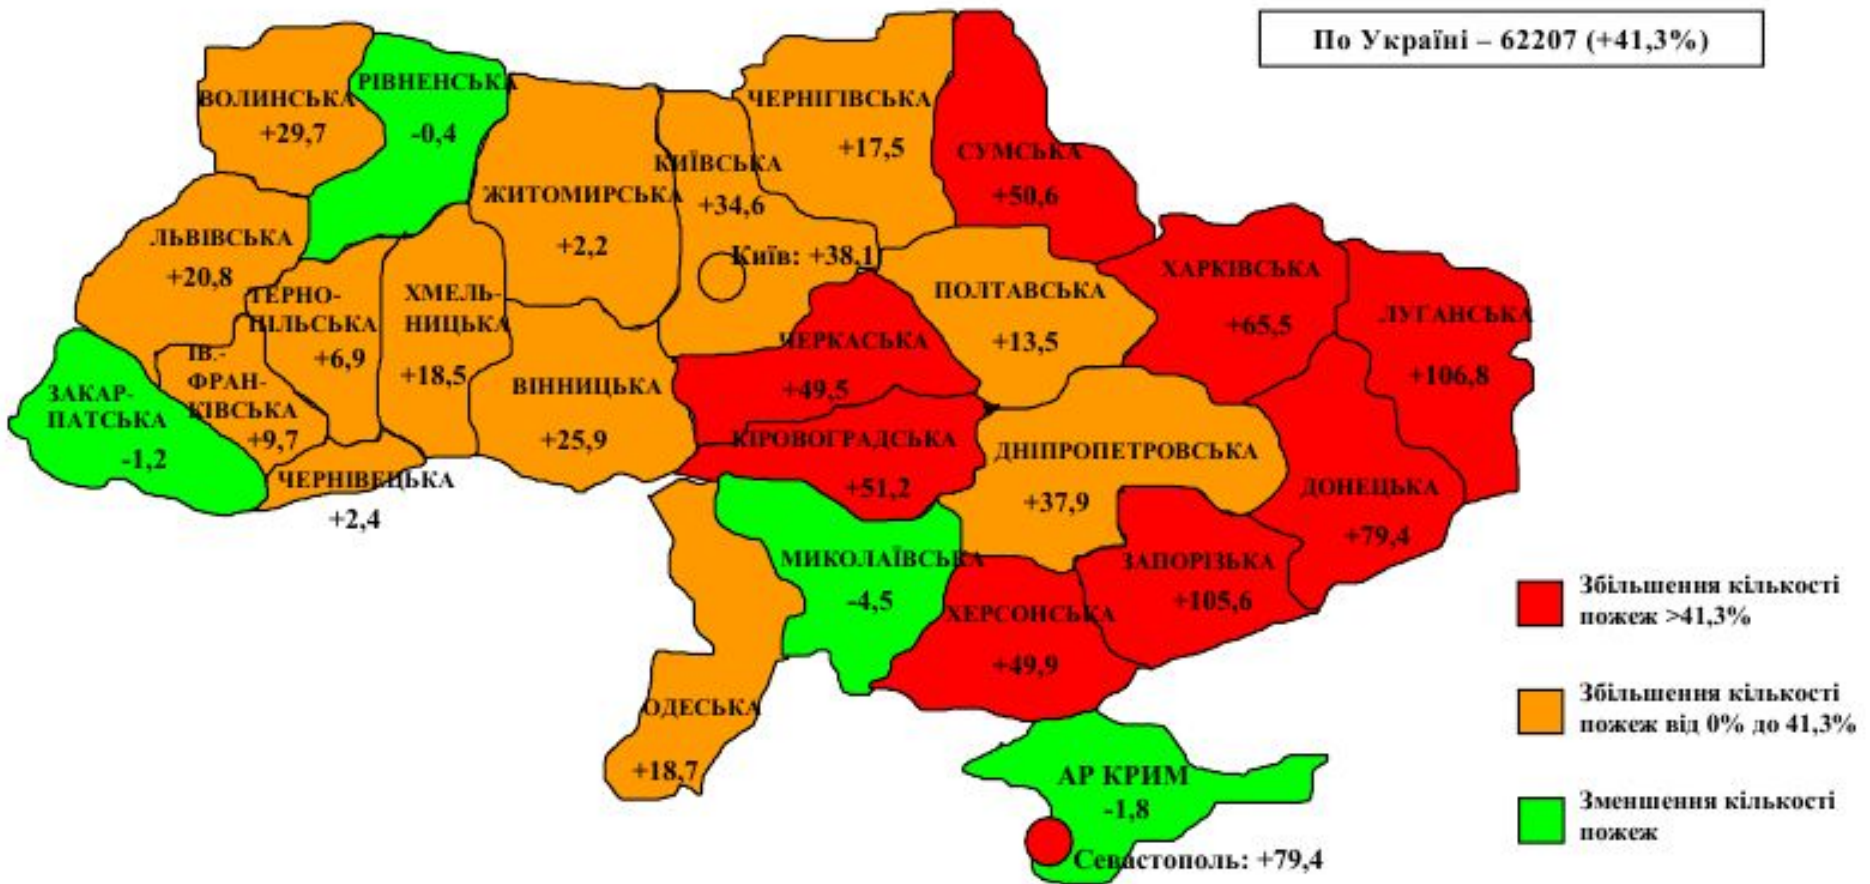 По Україні – 62207 (+41,3%)
ВОЛИНСЬКА
+29,7
РІВНЕНСЬКА
-0,4
ЖИТОМИРСЬКА
+2,2
КИЇВСЬКА
+34,6
Київ: +38,1
ЧЕРНІГІВСЬКА
+17,5
СУМСЬКА
+50,6
ЛЬВІВСЬКА
+20,8
ТЕРНО-
ПІЛЬСЬКА
+6,9
ХМЕЛЬ-
НИЦЬКА
+18,5
ВІННИЦЬКА
+25,9
ЧЕРКАСЬКА
+49,5
ПОЛТАВСЬКА
+13,5
ХАРКІВСЬКА
+65,5
ЛУГАНСЬКА
+106,8
ЗАКАР-
ПАТСЬКА
-1,2
ІВ.-
ФРАН-
КІВСЬКА
+9,7
ЧЕРНІВЕЦЬКА
+2,4
КІРОВОГРАДСЬКА
+51,2
ДНІПРОПЕТРОВСЬКА
+37,9
ДОНЕЦЬКА
+79,4
ОДЕСЬКА
+18,7
МИКОЛАЇВСЬКА
-4,5
ХЕРСОНСЬКА
+49,9
ЗАПОРІЗЬКА
+105,6
АР КРИМ
-1,8
Севастополь: +79,4
Збільшення кількості
пожеж >41,3%
Збільшення кількості
пожеж від 0% до 41,3%
Зменшення кількості
пожеж